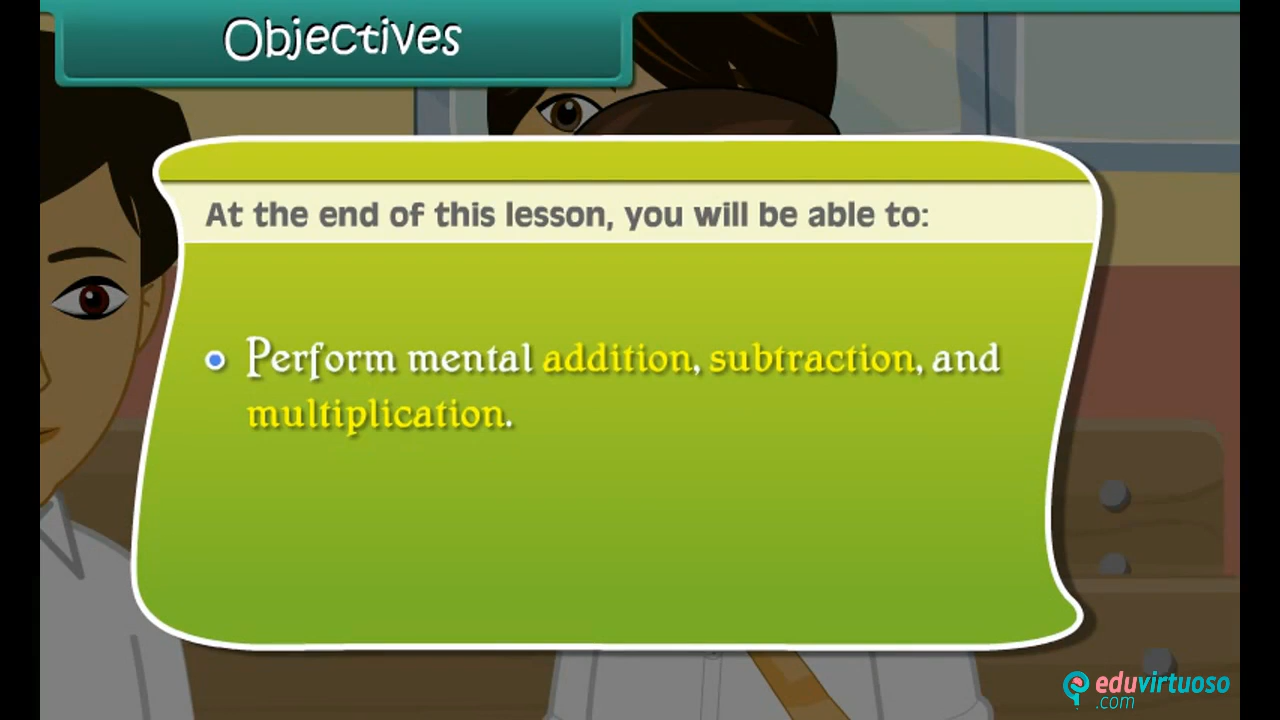 Objectives
At the end of this lesson, you will be able to:
Perform mental addition, subtraction, and
multiplication.
eduvirtuoso
.com